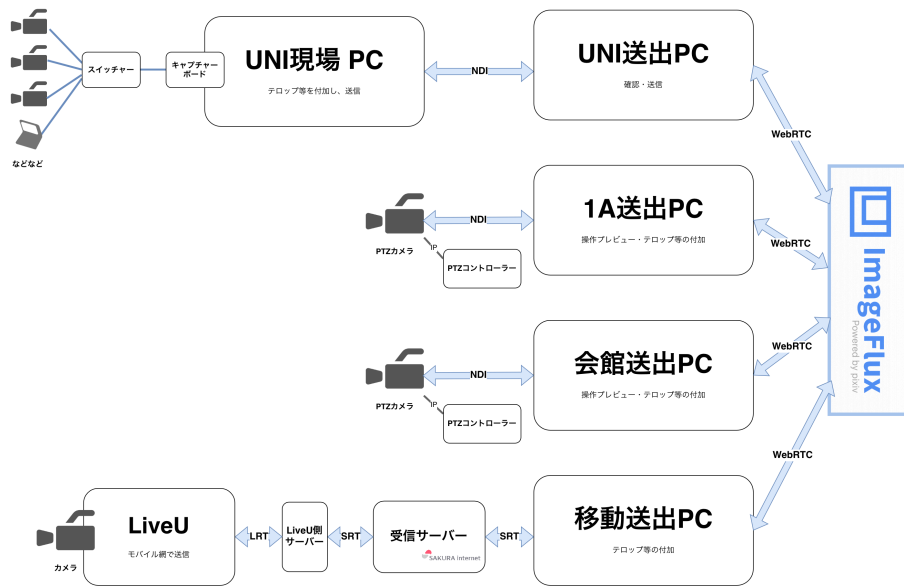 スイッチャー
キャプチャー
ボード
UNI現場 PC
テロップ等を付加し、送信
NDI
UNI送出PC
確認・送信
などなど
WebRTC
PTZカメラ
IP
PTZコントローラー
NDI
1A送出PC
操作プレビュー・テロップ等の付加
WebRTC
ImageFlux
Powered by pixiv
PTZカメラ
IP
PTZコントローラー
NDI
会館送出PC
操作プレビュー・テロップ等の付加
WebRTC
WebRTC
カメラ
LiveU
モバイル網で送信
LRT
LiveU側
サーバー
SRT
受信サーバー
SAKURA internet
SRT
移動送出PC
テロップ等の付加